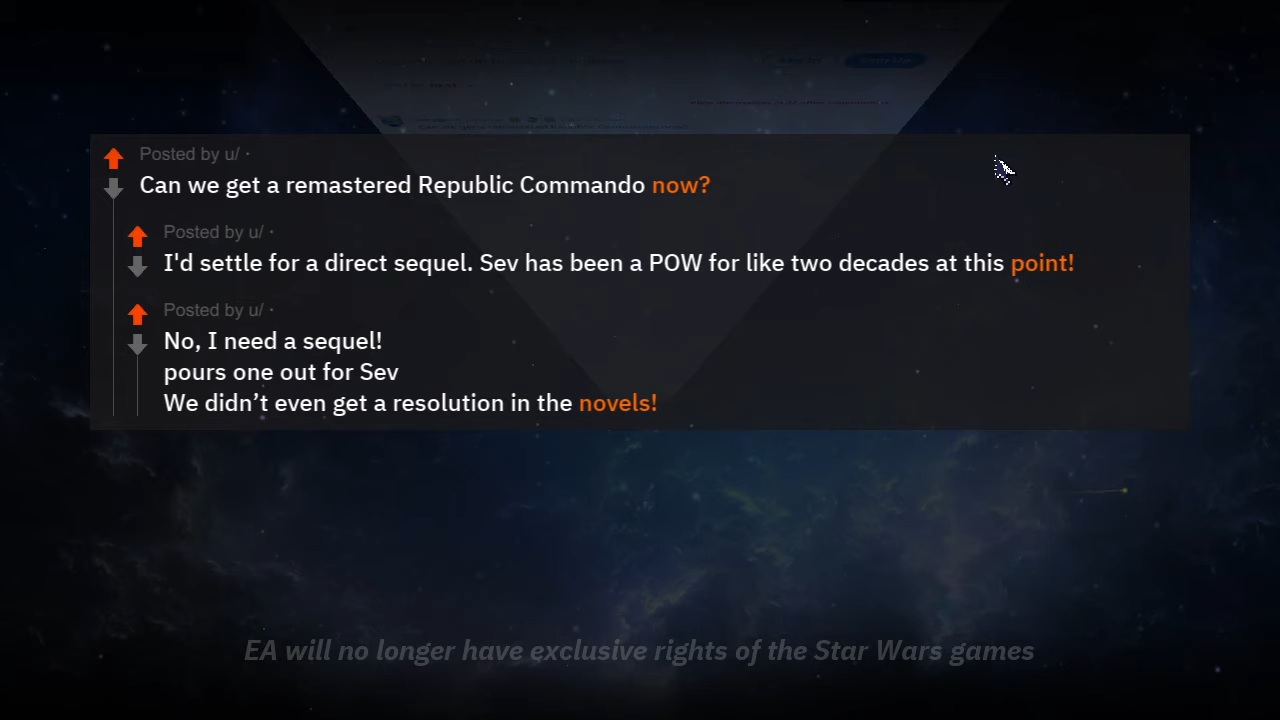 Posted by u/ ·
Can we get a remastered Republic Commando now?
Posted by u/ ·
I'd settle for a direct sequel. Sev has been a POW for like two decades at this point!
Posted by u/ ·
No, I need a sequel!
pours one out for Sev
We didn’t even get a resolution in the novels!
EA will no longer have exclusive rights of the Star Wars games